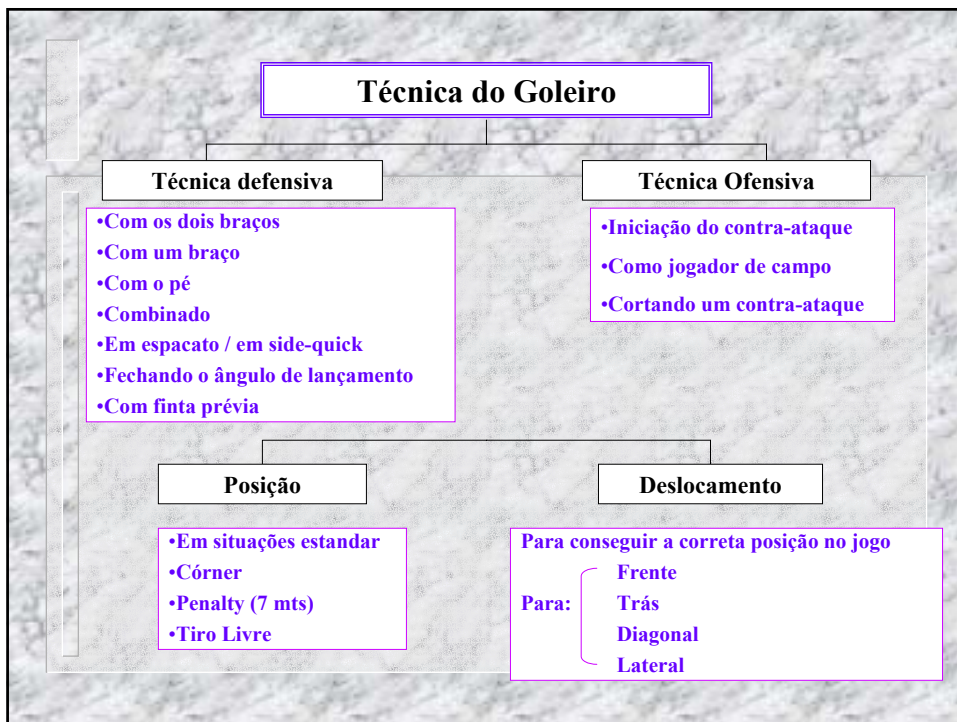 Técnica do Goleiro
Técnica defensiva
•Com os dois braços
•Com um braço
•Com o pé
•Combinado
•Em espacato / em side-quick
•Fechando o ângulo de lançamento
•Com finta prévia
Técnica Ofensiva
•Iniciação do contra-ataque
•Como jogador de campo
•Cortando um contra-ataque
Posição
•Em situações estandar
•Córner
•Penalty (7 mts)
•Tiro Livre
Deslocamento
Para conseguir a correta posição no jogo
Frente
Para: Trás
Diagonal
Lateral